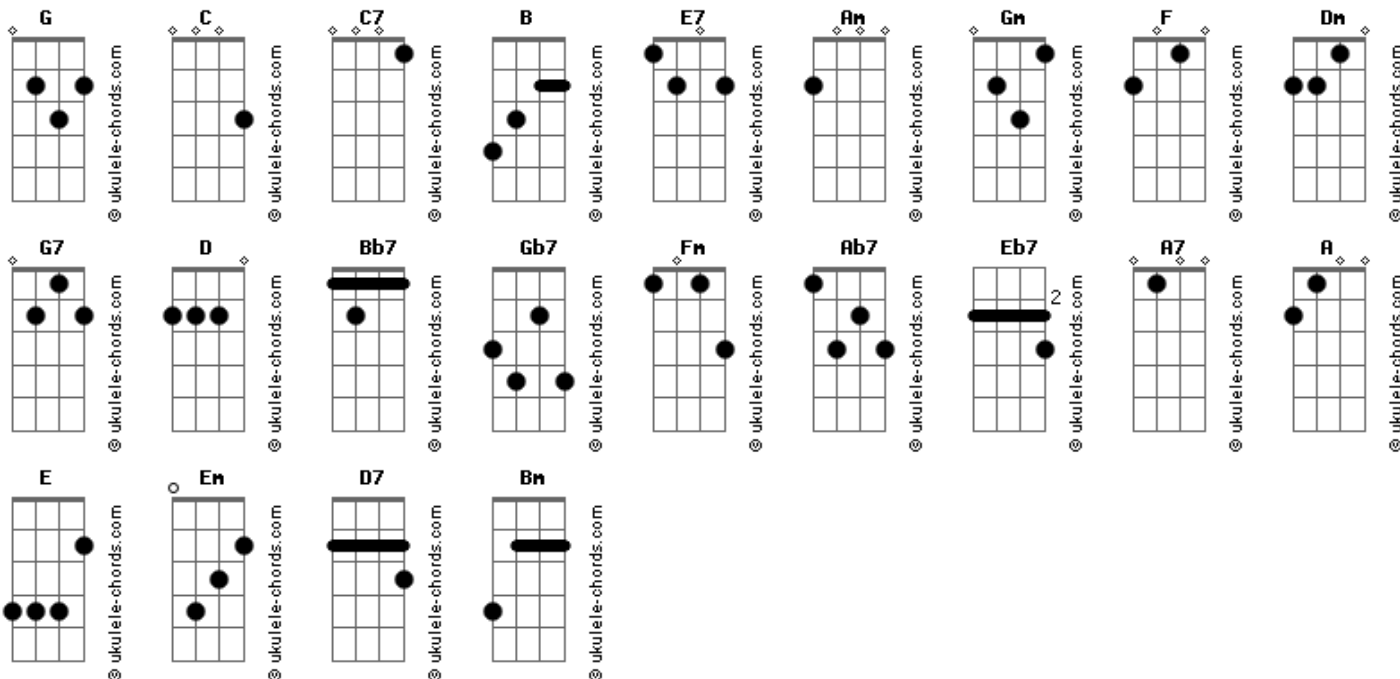 G C C7 B E7 Am Gm F Dm
© ukulele-chords.com © ukulele-chords.com © ukulele-chords.com © ukulele-chords.com © ukulele-chords.com © ukulele-chords.com © ukulele-chords.com © ukulele-chords.com © ukulele-chords.com
G7 D Bb7 Gb7 Fm Ab7 Eb7 A7 A
2
© ukulele-chords.com © ukulele-chords.com © ukulele-chords.com © ukulele-chords.com © ukulele-chords.com © ukulele-chords.com © ukulele-chords.com © ukulele-chords.com © ukulele-chords.com
E Em D7 Bm
© ukulele-chords.com © ukulele-chords.com © ukulele-chords.com © ukulele-chords.com